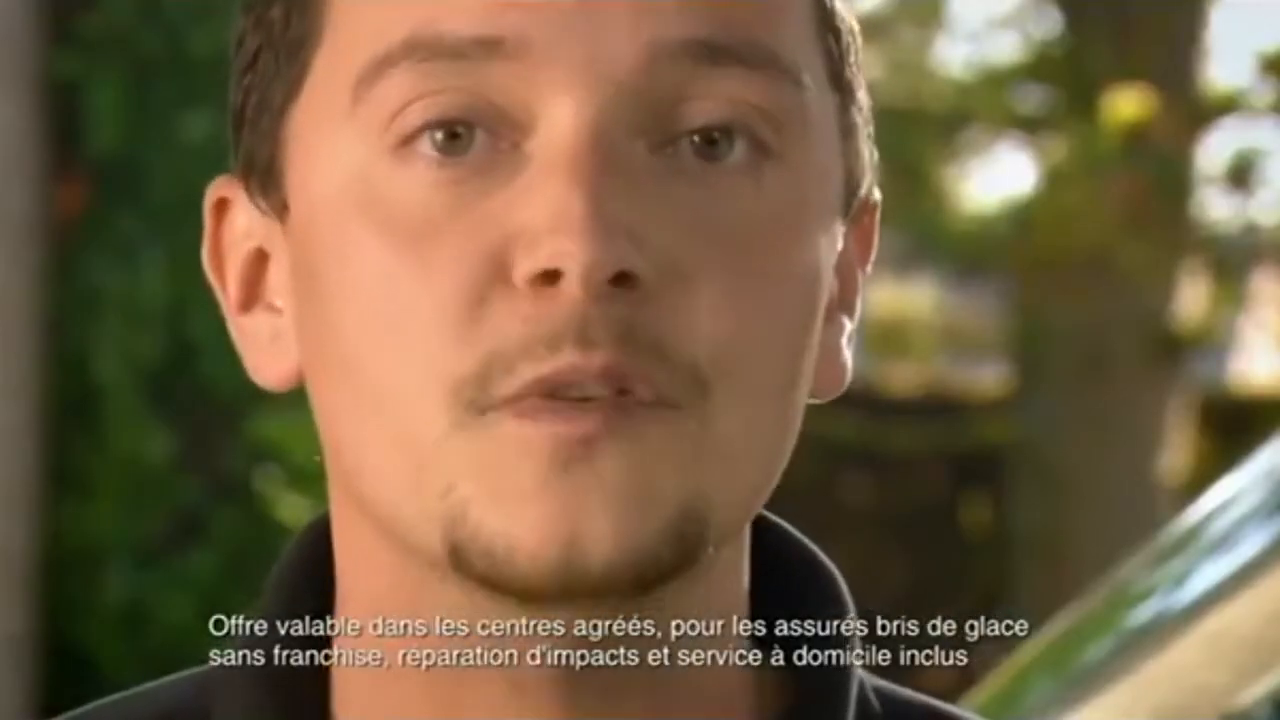 Offre valable dans les centres agréés, pour les assurés bris de glace
sans franchise, réparation d'impacts et service à domicile inclus